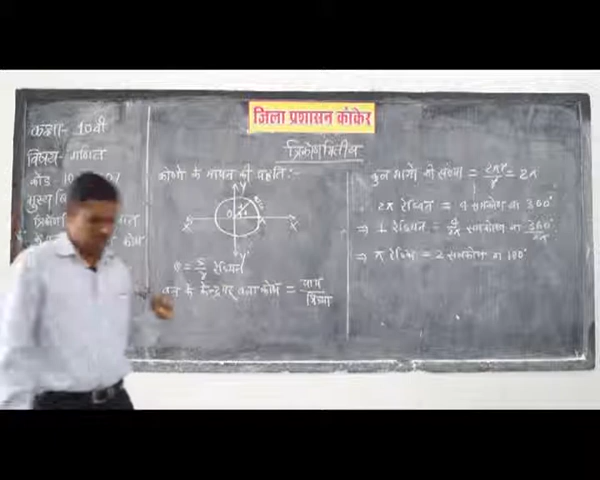 जिला प्रशासन कांकेर
त्रिकोणमितीय
कक्षा- 10वी
विषय- गणित
कोणो के मापन की पद्धति:-
Y
X'
O
X
Y'
θ = S/r रेडियन
वृत्त के केन्द्र पर बना कोण = चाप/त्रिज्या
कुल भागो की संख्या = 2πr/r = 2π
2π रेडियन = 4 समकोण या 360°
⇒ 1 रेडियन = 4/2π समकोण या 360°/2π
⇒ π रेडियन = 2 समकोण या 180°